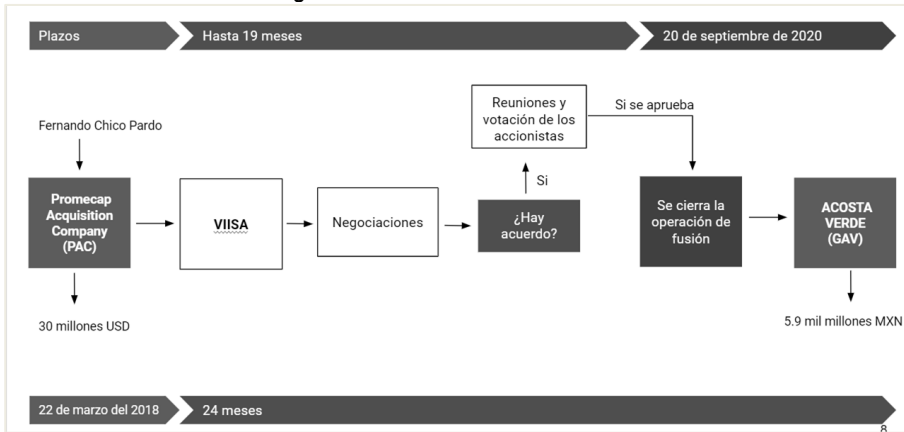 Plazos
Hasta 19 meses
20 de septiembre de 2020
Fernando Chico Pardo
Promecap
Acquisition
Company
(PAC)
30 millones USD
VIISA
Negociaciones
¿Hay
acuerdo?
Si
Reuniones y
votación de los
accionistas
Si se aprueba
Se cierra la
operación de
fusión
ACOSTA
VERDE
(GAV)
5.9 mil millones MXN
22 de marzo del 2018
24 meses
8